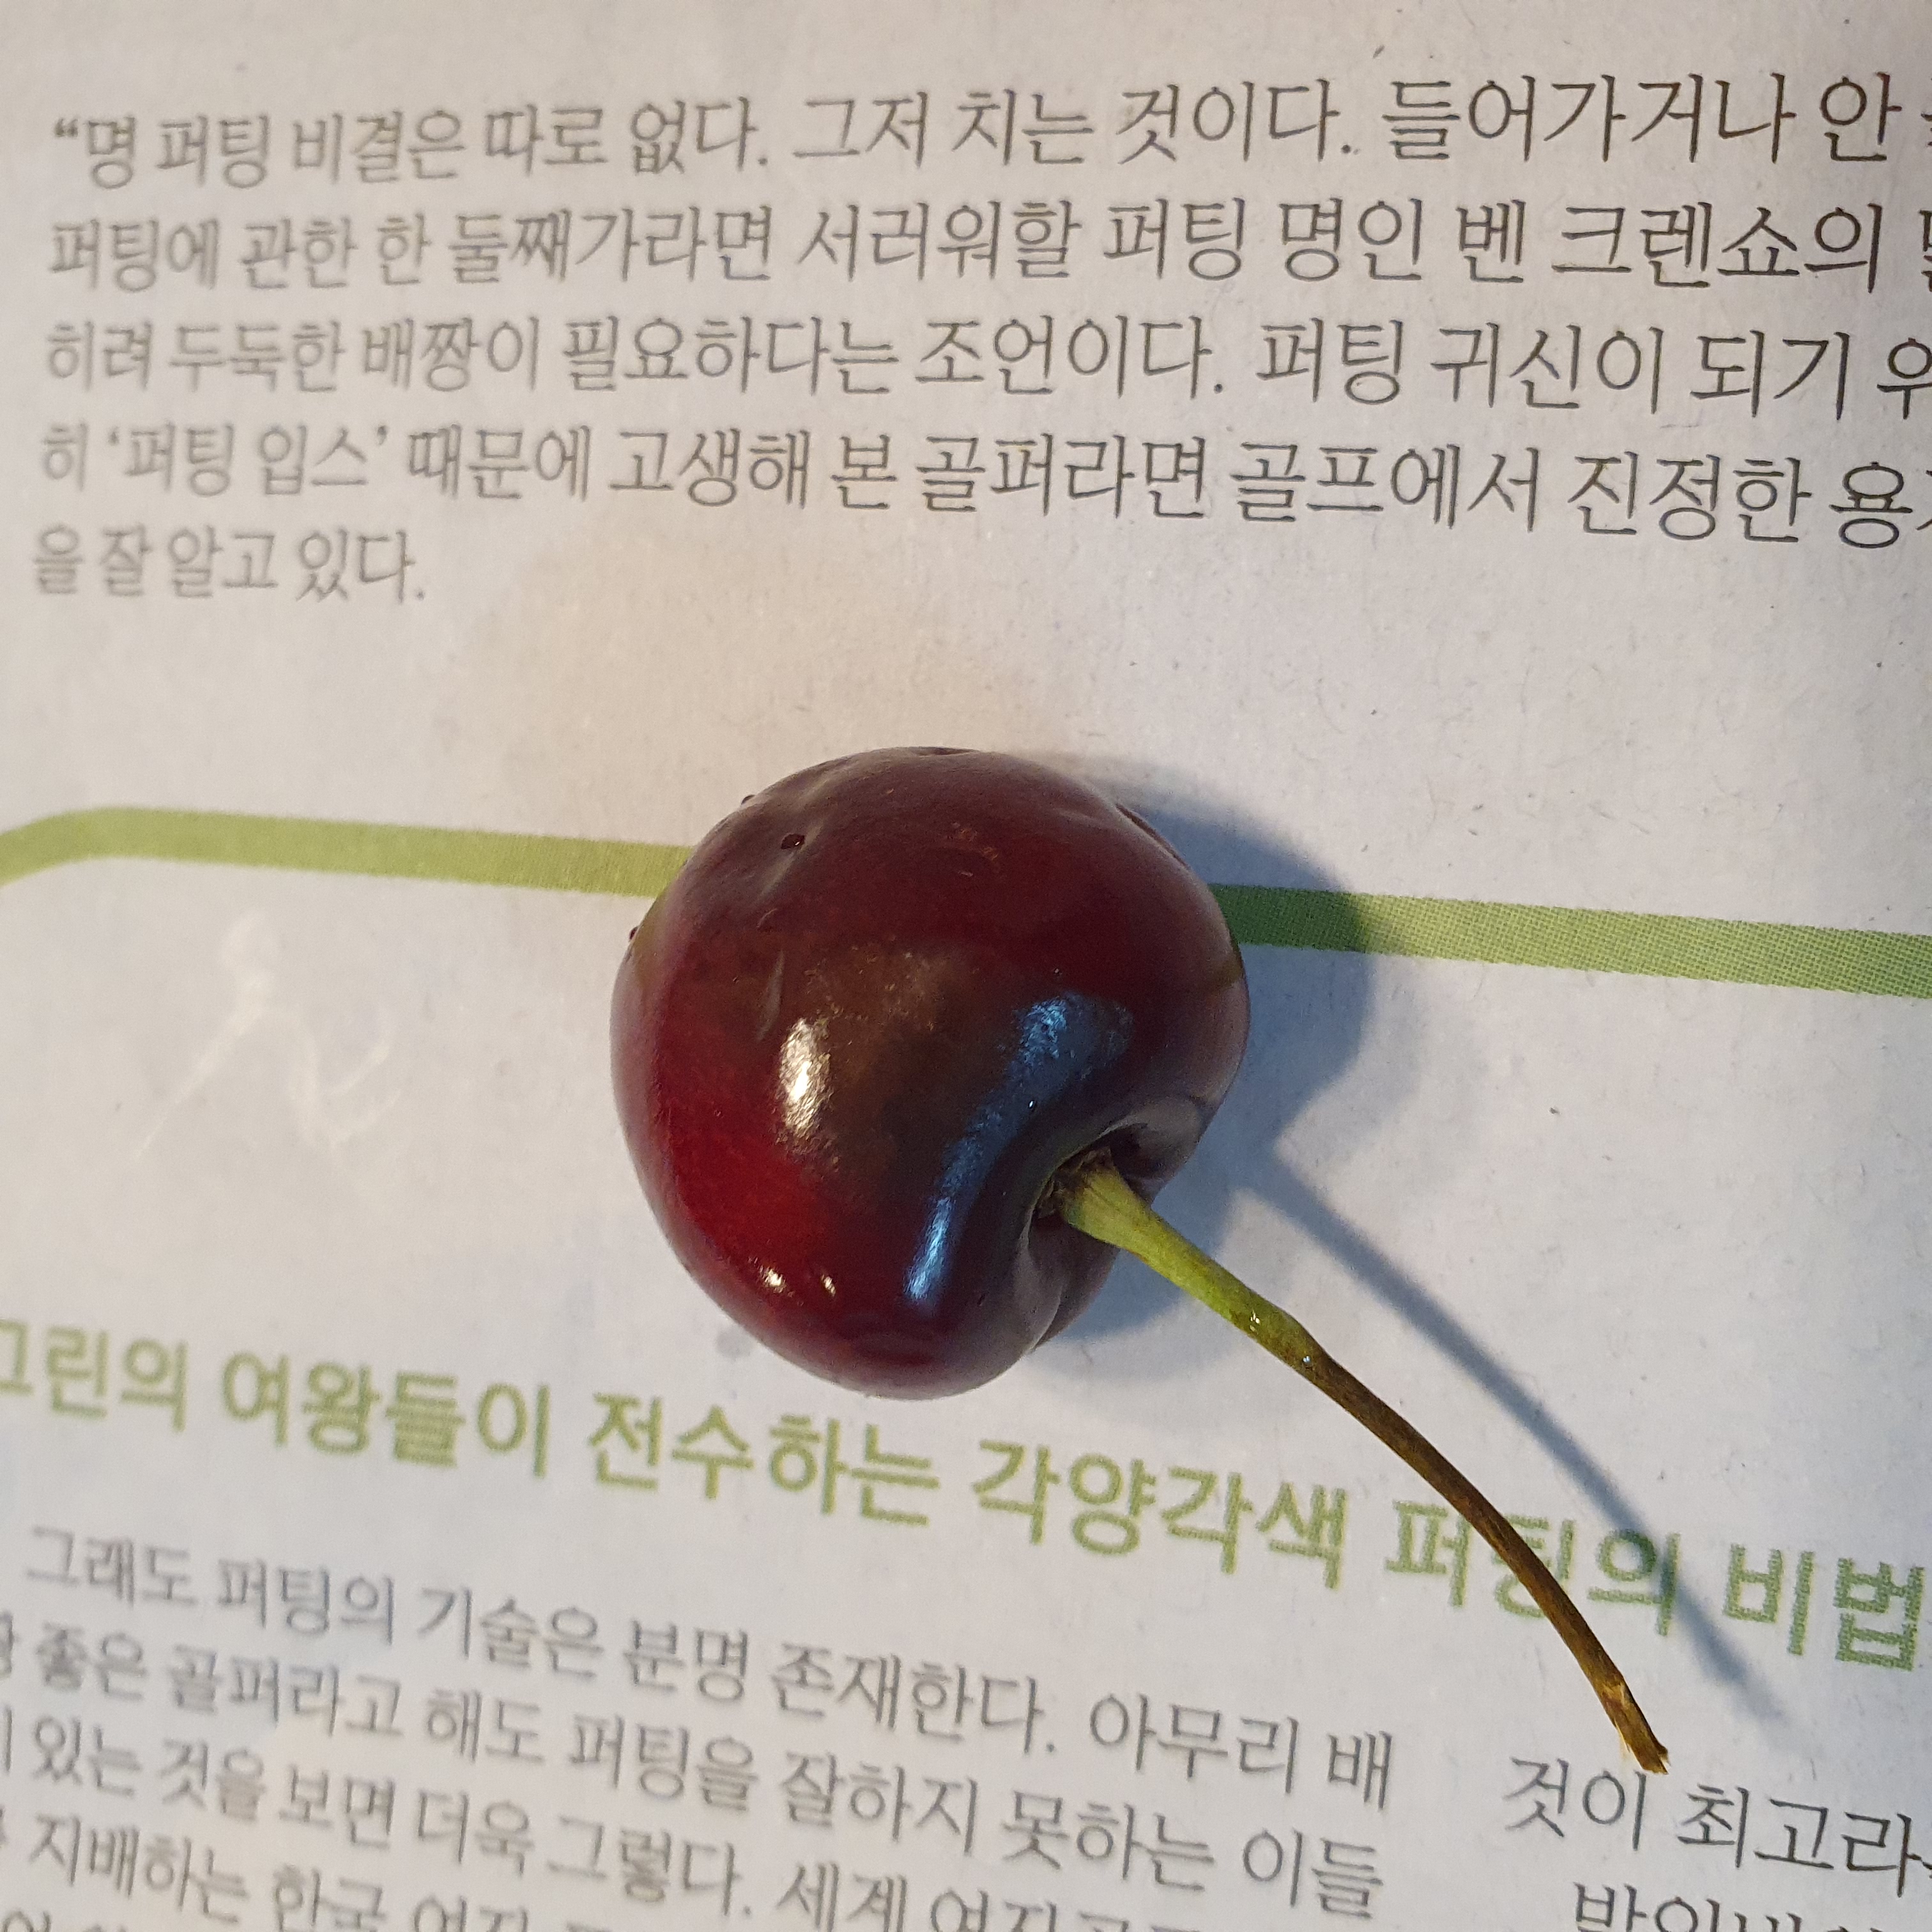 “명 퍼팅 비결은 따로 없다. 그저 치는 것이다. 들어가거나 안
퍼팅에 관한 한 둘째가라면 서러워할 퍼팅 명인 벤 크렌쇼의
히려 두둑한 배짱이 필요하다는 조언이다. 퍼팅 귀신이 되기
히 ‘퍼팅 입스’ 때문에 고생해 본 골퍼라면 골프에서 진정한
을 잘 알고 있다.
그린의 여왕들이 전수하는 각양각색 퍼팅의 비법
그래도 퍼팅의 기술은 분명 존재한다. 아무리 배
좋은 골퍼라고 해도 퍼팅을 잘하지 못하는 이들
있는 것을 보면 더욱 그렇다. 세계 여자
지배하는 한국 여자
것이 최고라